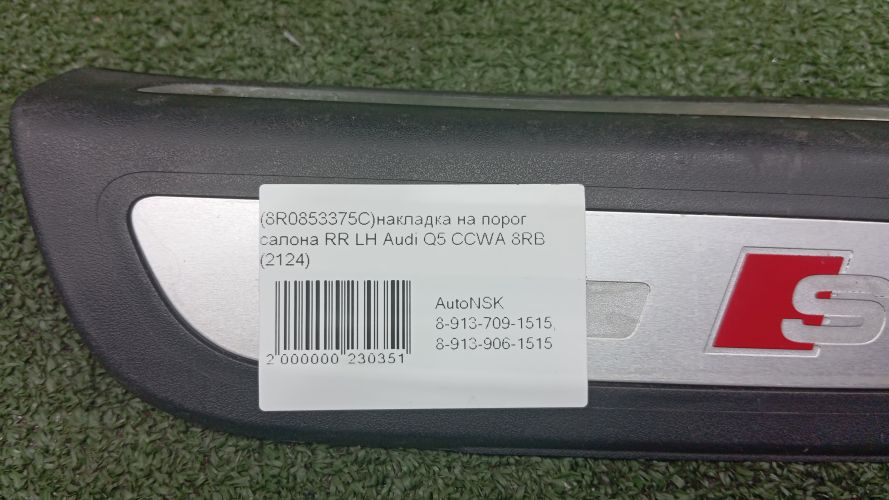 (8R0853375C)накладка на порог
салона RR LH Audi Q5 CCWA 8RB
(2124)
AutoNSK
8-913-709-1515,
8-913-906-1515
2 000000 230351
S